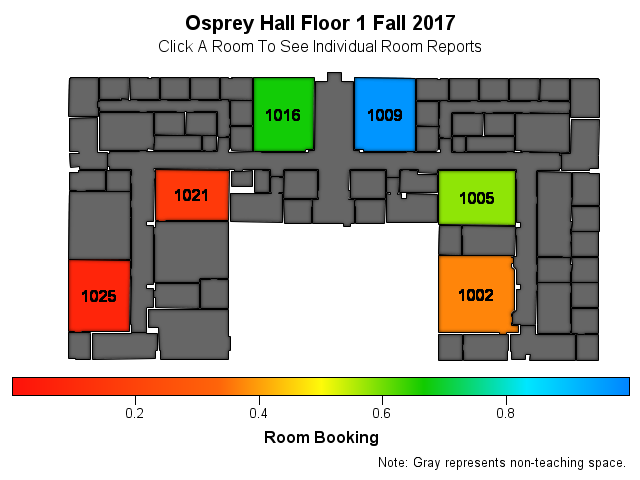 Osprey Hall Floor 1 Fall 2017
Click A Room To See Individual Room Reports
1016
1009
1021
1005
1025
1002
0.2
0.4
0.6
0.8
Room Booking
Note: Gray represents non-teaching space.